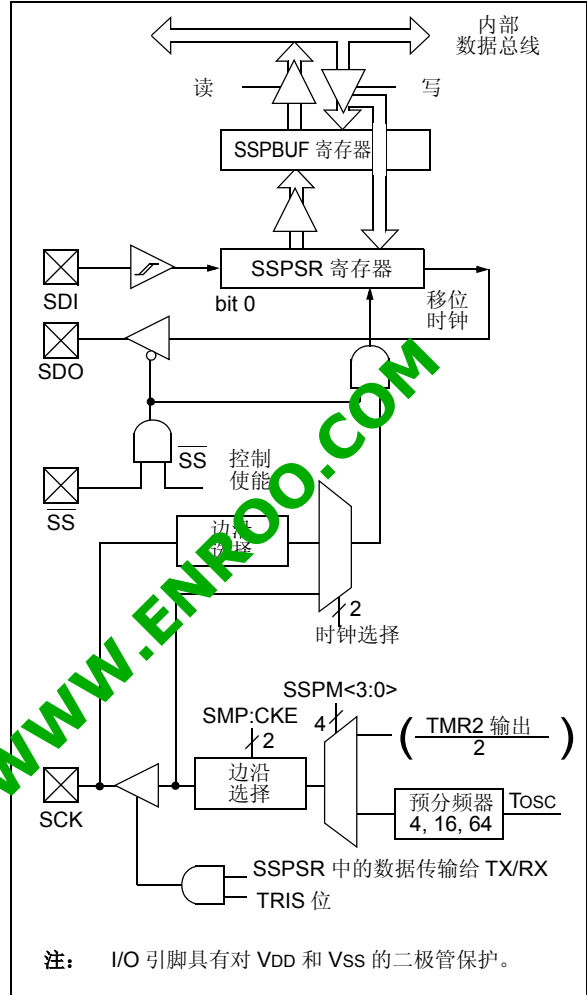 内部
数据总线
读
写
SSPBUF 寄存器
SSPSR 寄存器
SDI
bit 0
移位
时钟
SDO
SS
控制
使能
SS
边沿
选择
2
时钟选择
SSPM<3:0>
SMP:CKE
4
2
TMR2 输出
2
边沿
选择
预分频器
4, 16, 64
TOSC
SCK
SSPSR 中的数据传输给 TX/RX
TRIS 位
注: I/O 引脚具有对 VDD 和 VSS 的二极管保护。
WWW.ENROO.COM